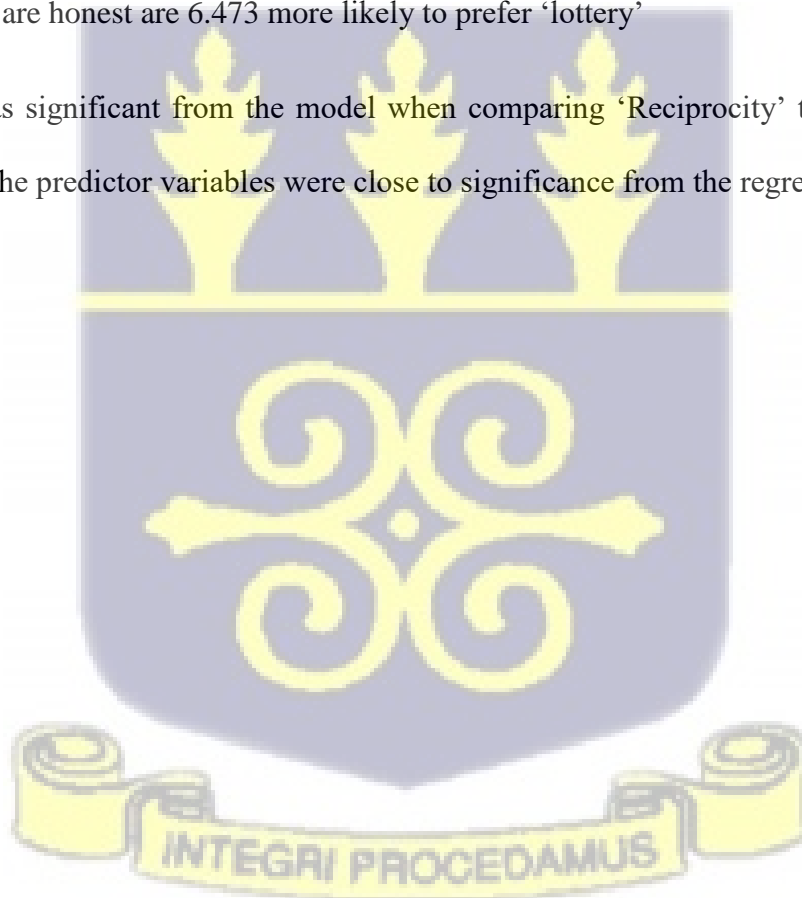 are honest are 6.473 more likely to prefer ‘lottery’
s significant from the model when comparing ‘Reciprocity’ t
he predictor variables were close to significance from the regre
INTEGRI PROCEDAMUS